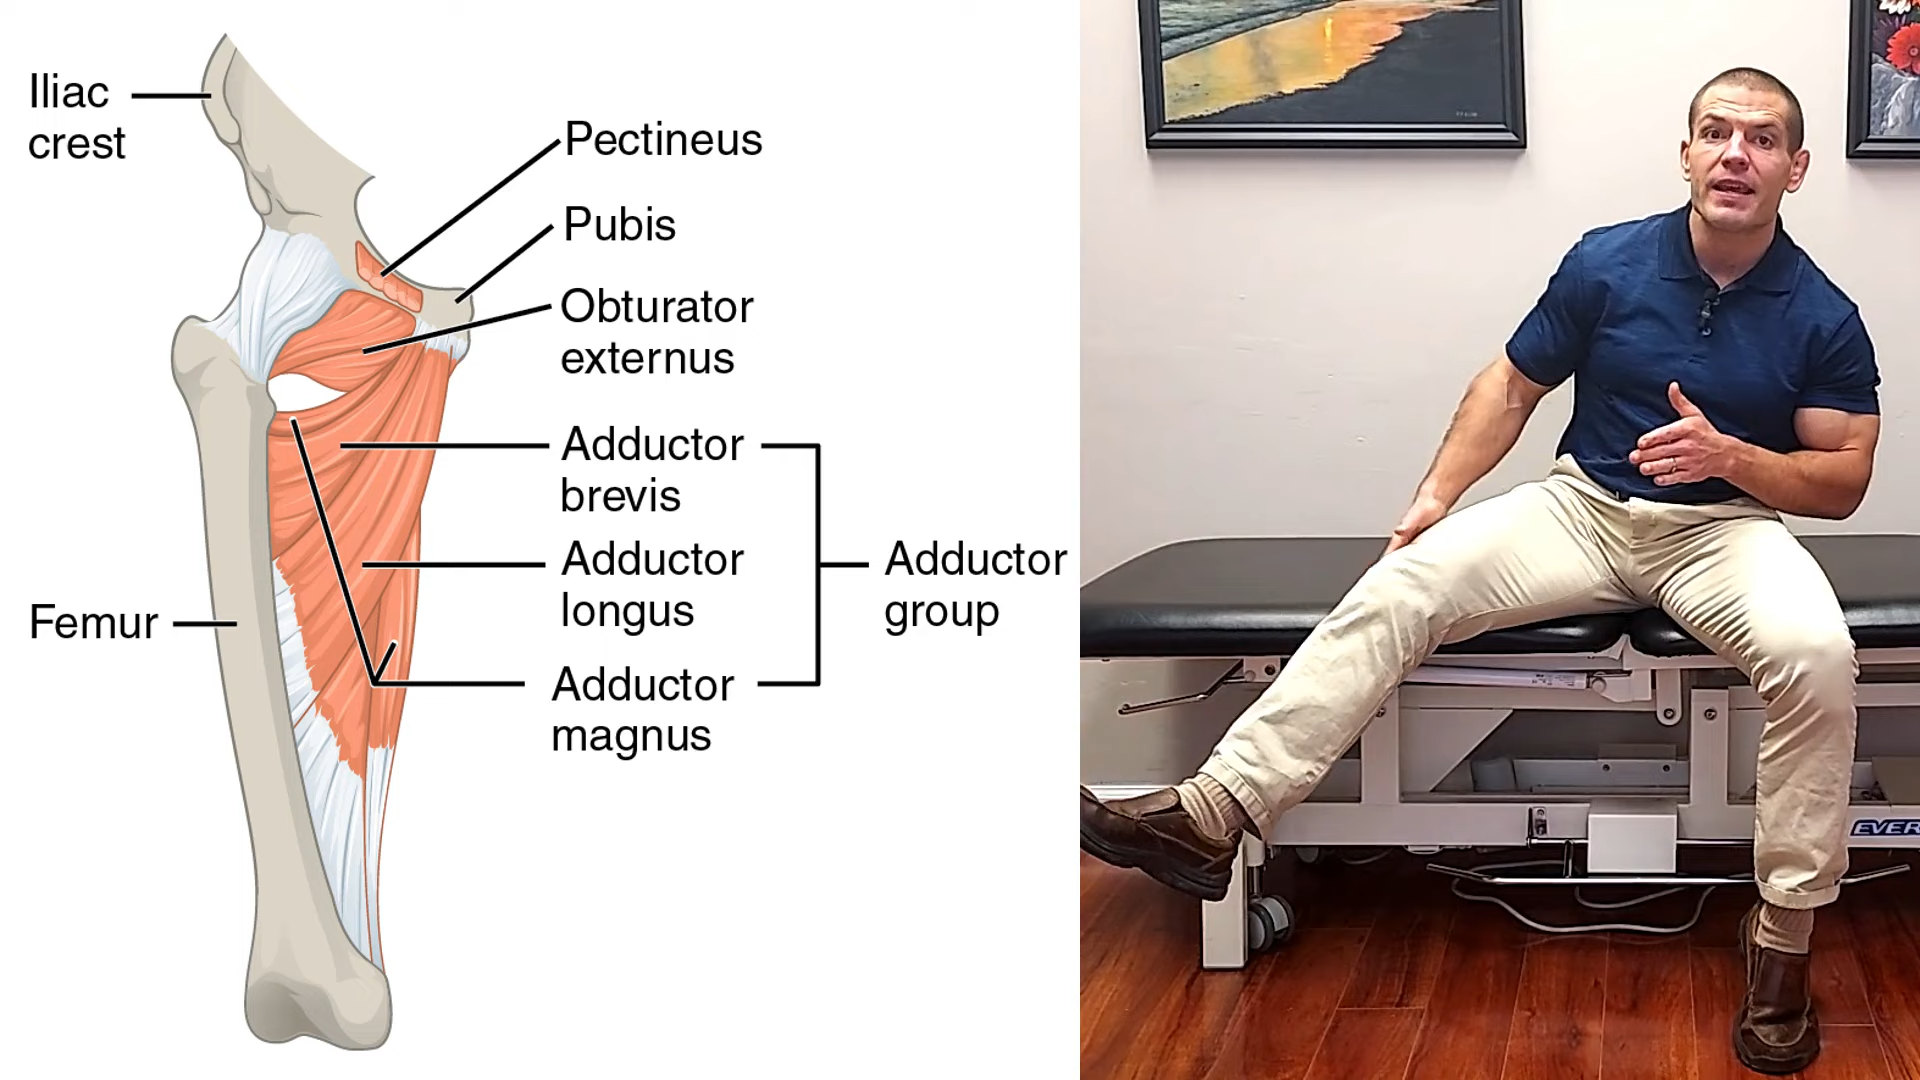 Iliac
crest
Pectineus
Pubis
Obturator
externus
Adductor
brevis
Adductor
longus
Adductor
group
Femur
Adductor
magnus
EVER